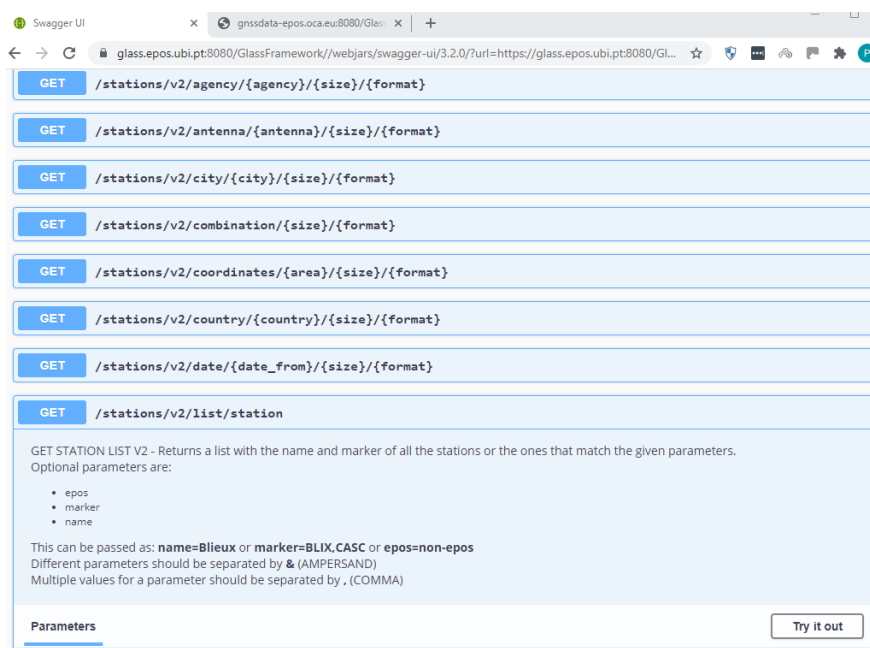 Swagger UI
gnssdata-epos.oca.eu:8080/Glass
glass.epos.ubi.pt:8080/GlassFramework//webjars/swagger-ui/3.2.0/?url=https://glass.epos.ubi.pt:8080/Gl...
GET /stations/v2/agency/{agency}/{size}/{format}
GET /stations/v2/antenna/{antenna}/{size}/{format}
GET /stations/v2/city/{city}/{size}/{format}
GET /stations/v2/combination/{size}/{format}
GET /stations/v2/coordinates/{area}/{size}/{format}
GET /stations/v2/country/{country}/{size}/{format}
GET /stations/v2/date/{date_from}/{size}/{format}
GET /stations/v2/list/station
GET STATION LIST V2 - Returns a list with the name and marker of all the stations or the ones that match the given parameters.
Optional parameters are:
• epos
• marker
• name
This can be passed as: name=Blieux or marker=BLIX,CASC or epos=non-epos
Different parameters should be separated by & (AMPERSAND)
Multiple values for a parameter should be separated by , (COMMA)
Parameters
Try it out